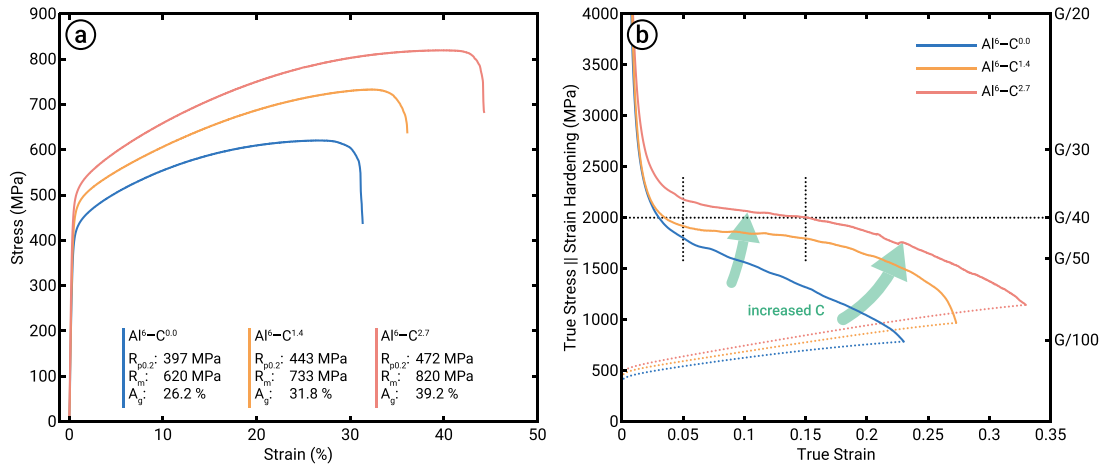 a
900
800
700
600
500
400
300
200
100
0
Stress (MPa)
0
10
20
30
40
50
Strain (%)
Al⁶–C⁰·⁰
Rp0.2: 397 MPa
Rm: 620 MPa
Ag: 26.2 %
Al⁶–C¹·⁴
Rp0.2: 443 MPa
Rm: 733 MPa
Ag: 31.8 %
Al⁶–C²·⁷
Rp0.2: 472 MPa
Rm: 820 MPa
Ag: 39.2 %
b
4000
3500
3000
2500
2000
1500
1000
500
0
True Stress || Strain Hardening (MPa)
0
0.05
0.1
0.15
0.2
0.25
0.3
0.35
True Strain
Al⁶–C⁰·⁰
Al⁶–C¹·⁴
Al⁶–C²·⁷
increased C
G/20
G/30
G/40
G/50
G/100